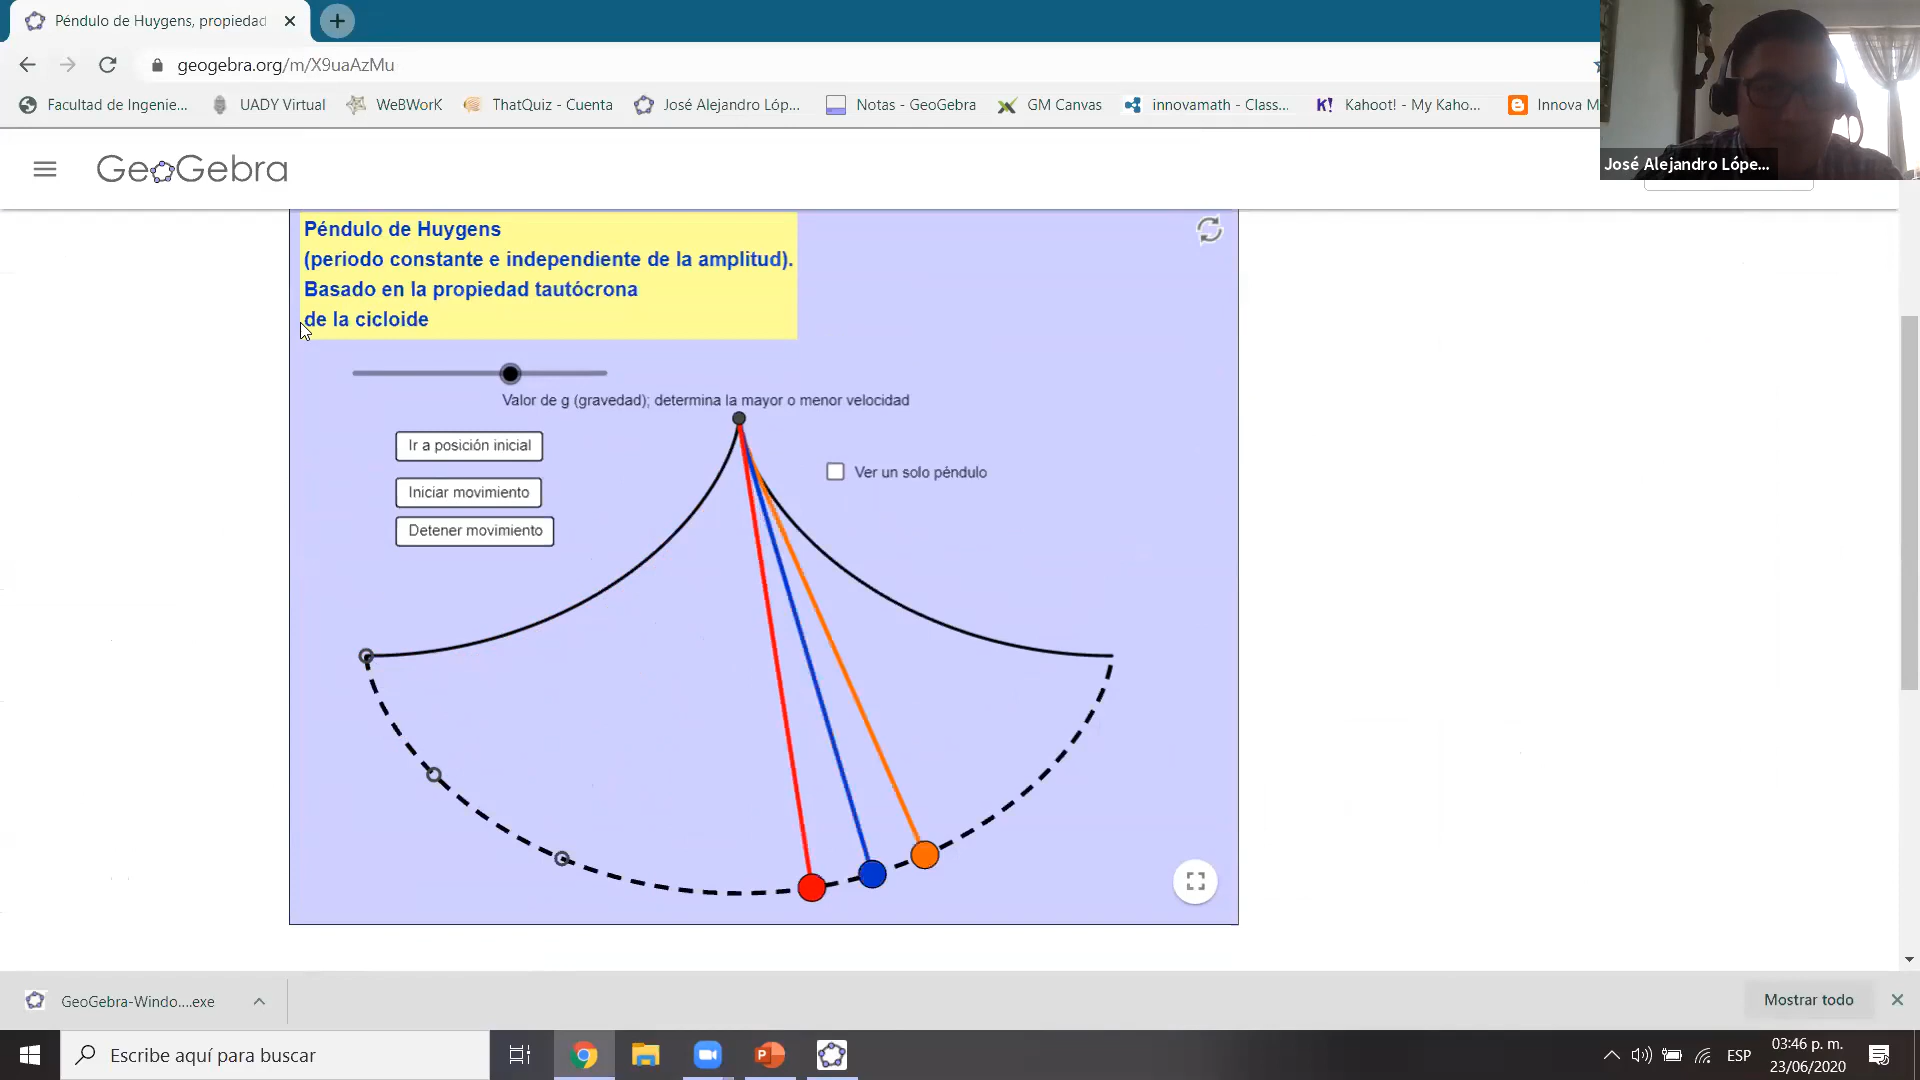 Péndulo de Huygens, propiedad
geogebra.org/m/X9uaAzMu
Facultad de Ingenie...
UADY Virtual
WeBWorK
ThatQuiz - Cuenta
José Alejandro Lóp...
Notas - GeoGebra
GM Canvas
innovamath - Class...
Kahoot! - My Kaho...
Innova M
José Alejandro Lópe...
GeoGebra
Péndulo de Huygens
(periodo constante e independiente de la amplitud).
Basado en la propiedad tautócrona
de la cicloide
Valor de g (gravedad); determina la mayor o menor velocidad
Ir a posición inicial
Ver un solo péndulo
Iniciar movimiento
Detener movimiento
GeoGebra-Windo....exe
Mostrar todo
Escribe aquí para buscar
ESP
03:46 p. m.
23/06/2020